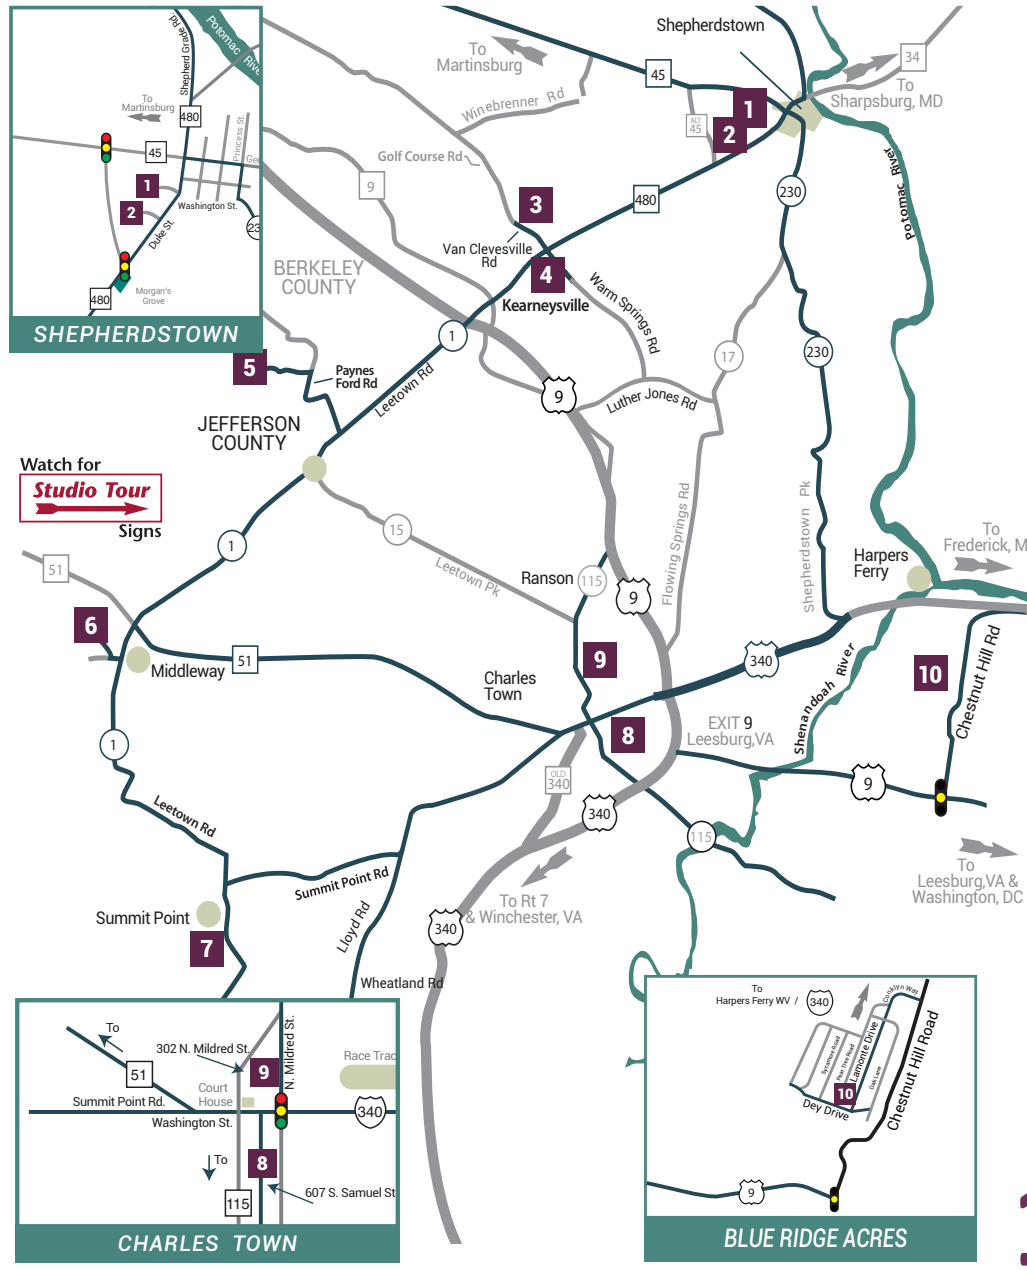 Shepherd Grade Rd.
Potomac River
To
Martinsburg
480
45
Princess St.
1
2
Washington St.
Duke St.
480
Morgan's
Grove
SHEPHERDSTOWN
Shepherdstown
To
Martinsburg
45
34
To
Sharpsburg, MD
Winebrenner Rd
ALT
45
1
2
Golf Course Rd
9
480
230
Potomac River
3
Van Clevesville
Rd
4
Kearneysville
BERKELEY
COUNTY
Warm Springs Rd
1
17
230
5
Paynes
Ford Rd
Leetown Rd
9
Luther Jones Rd
JEFFERSON
COUNTY
Watch for
Studio Tour
Signs
15
Leetown Pk
1
51
Flowing Springs Rd
Shepherdstown Pk
Ranson
115
9
Harpers
Ferry
To
Frederick, M
6
Middleway
51
9
340
Shenandoah River
10
Chestnut Hill Rd
Charles
Town
8
EXIT 9
Leesburg,VA
1
OLD
340
9
340
115
Leetown Rd
To
Leesburg,VA &
Washington, DC
Summit Point Rd
To Rt 7
& Winchester, VA
Summit Point
7
Lloyd Rd
340
Wheatland Rd
To
51
302 N. Mildred St.
N. Mildred St.
9
Race Trac
Court
House
Summit Point Rd.
Washington St.
340
To
8
115
607 S. Samuel St
CHARLES TOWN
To
Harpers Ferry WV /
340
Conklyn Way
Sycamore Road
Pear Tree Road
Lamonte Drive
Oak Lane
10
Dey Drive
Chestnut Hill Road
9
BLUE RIDGE ACRES